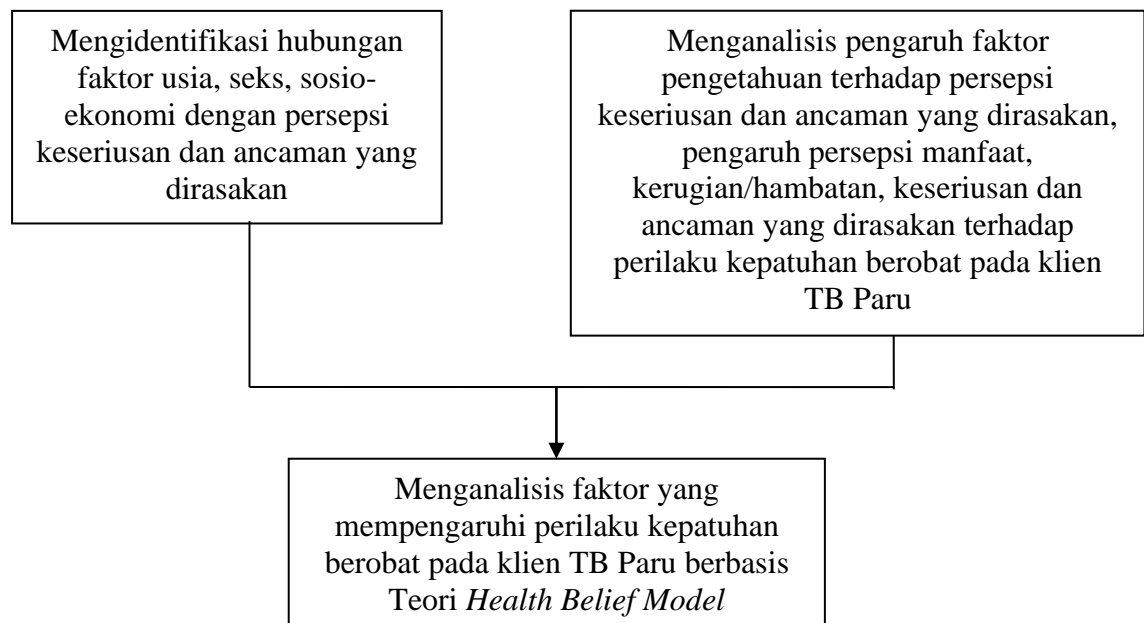 Mengidentifikasi hubungan
faktor usia, seks, sosio-
ekonomi dengan persepsi
keseriusan dan ancaman yang
dirasakan
Menganalisis pengaruh faktor
pengetahuan terhadap persepsi
keseriusan dan ancaman yang dirasakan,
pengaruh persepsi manfaat,
kerugian/hambatan, keseriusan dan
ancaman yang dirasakan terhadap
perilaku kepatuhan berobat pada klien
TB Paru
Menganalisis faktor yang
mempengaruhi perilaku kepatuhan
berobat pada klien TB Paru berbasis
Teori Health Belief Model